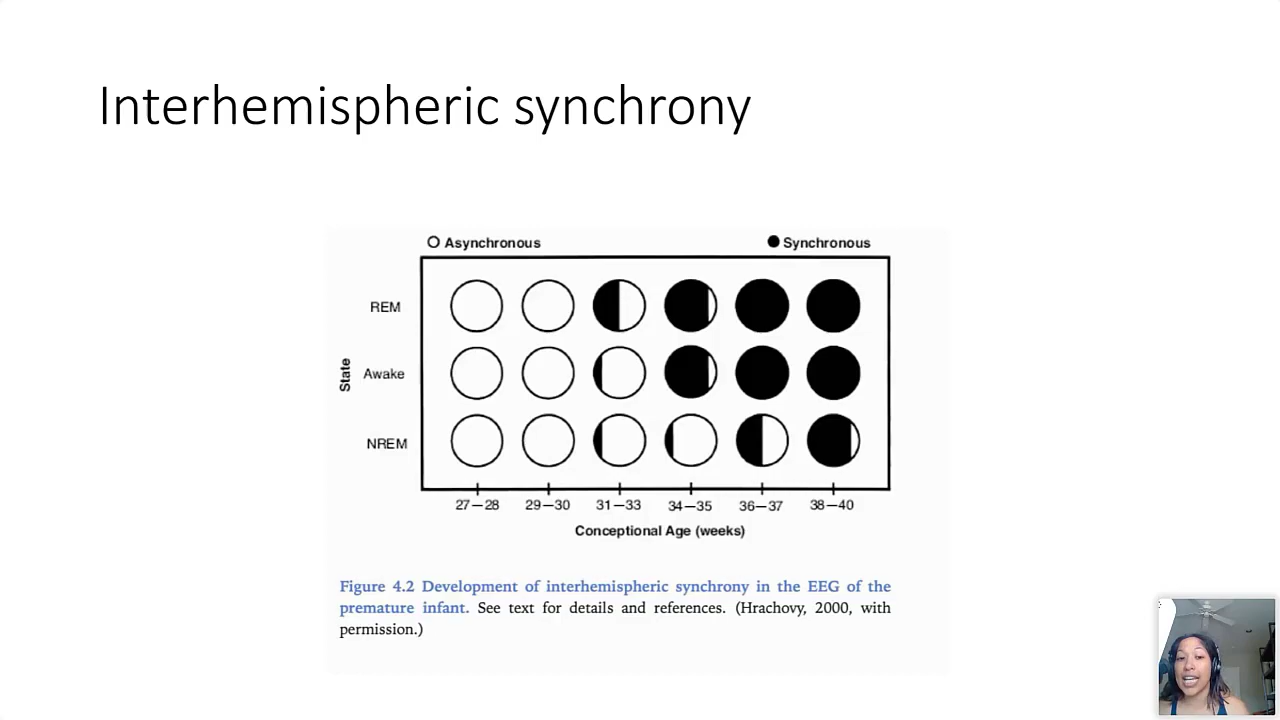 Interhemispheric synchrony
Asynchronous
Synchronous
REM
Awake
NREM
State
27—28
29—30
31—33
34—35
36—37
38—40
Conceptional Age (weeks)
Figure 4.2 Development of interhemispheric synchrony in the EEG of the
premature infant. See text for details and references. (Hrachovy, 2000, with
permission.)